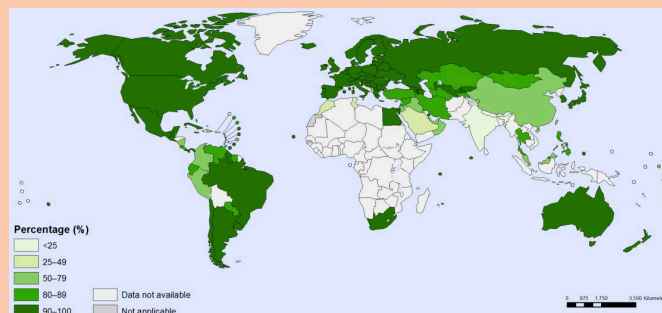 Percentage (%)
<25
25–49
50–79
80–89
90–100
Data not available
Not applicable
0 875 1,750 3,500 Kilometers